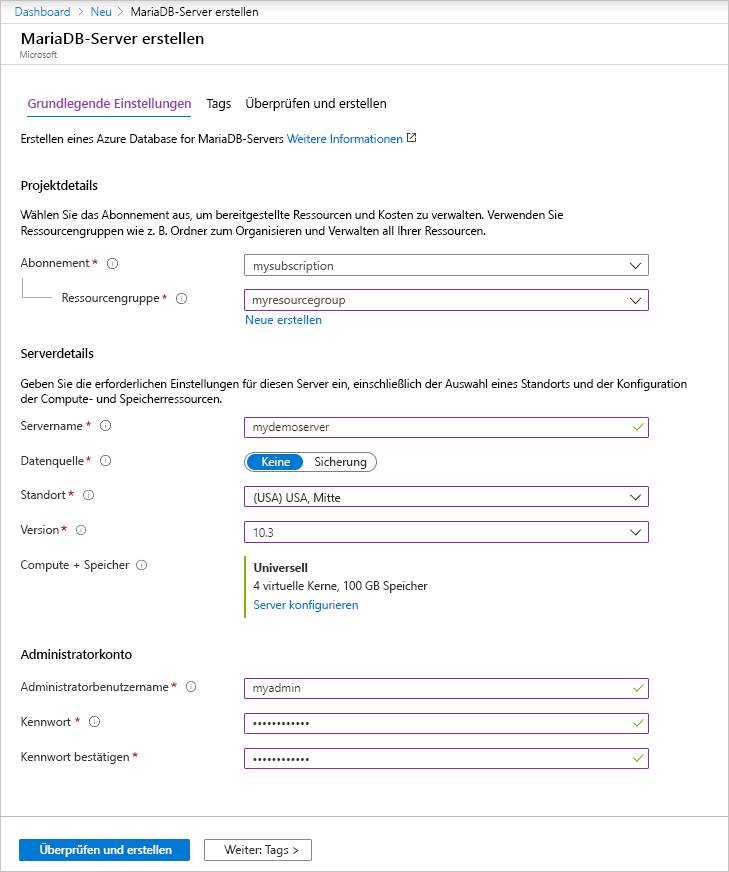 Dashboard > Neu > MariaDB-Server erstellen
MariaDB-Server erstellen
Microsoft
Grundlegende Einstellungen Tags Überprüfen und erstellen
Erstellen eines Azure Database for MariaDB-Servers Weitere Informationen
Projektdetails
Wählen Sie das Abonnement aus, um bereitgestellte Ressourcen und Kosten zu verwalten. Verwenden Sie
Ressourcengruppen wie z. B. Ordner zum Organisieren und Verwalten all Ihrer Ressourcen.
Abonnement * mysubscription
Ressourcengruppe * myresourcegroup
Neue erstellen
Serverdetails
Geben Sie die erforderlichen Einstellungen für diesen Server ein, einschließlich der Auswahl eines Standorts und der Konfiguration
der Compute- und Speicherressourcen.
Servername * mydemoserver
Datenquelle * Keine Sicherung
Standort * (USA) USA, Mitte
Version * 10.3
Compute + Speicher Universell
4 virtuelle Kerne, 100 GB Speicher
Server konfigurieren
Administratorkonto
Administratorbenutzername * myadmin
Kennwort * ••••••••••••
Kennwort bestätigen * ••••••••••••
Überprüfen und erstellen Weiter: Tags >